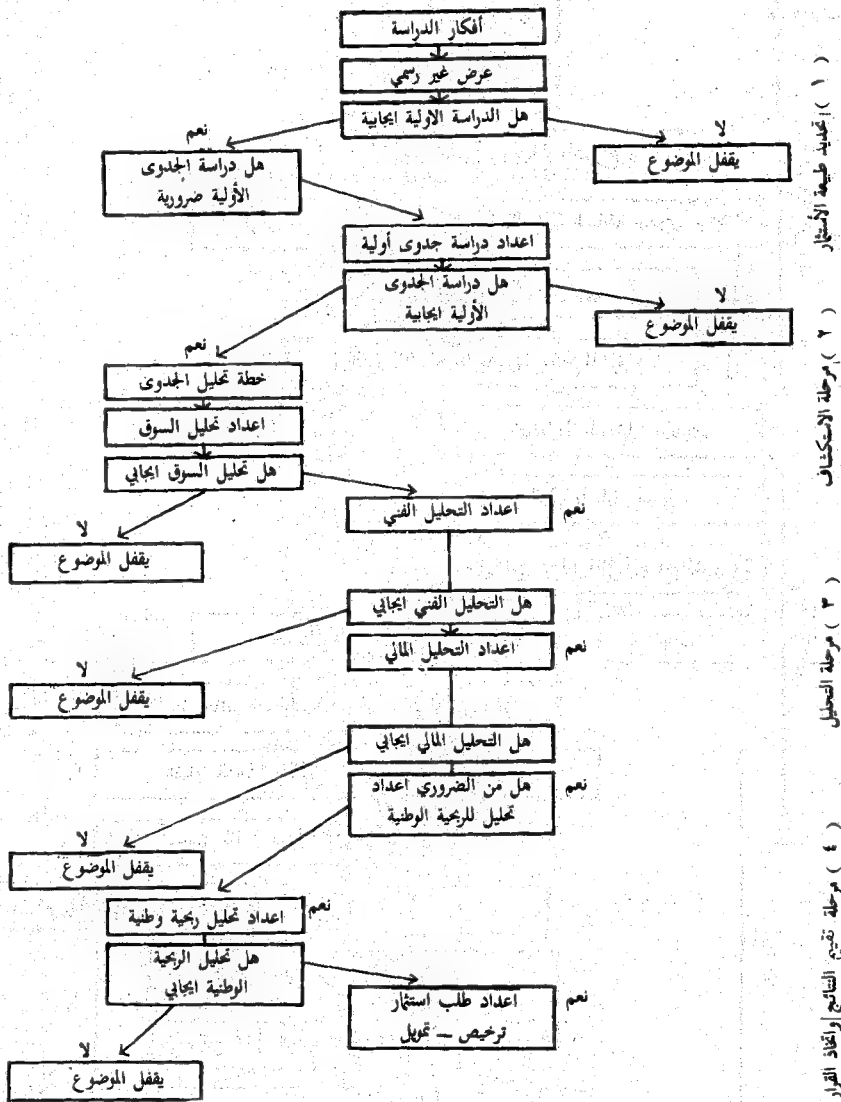 أفكار الدراسة
عرض غير رسمي
هل الدراسة الاولية ايجابية
نعم
لا
هل دراسة الجدوى
الأولية ضرورية
يقفل الموضوع
اعداد دراسة جدوى أولية
هل دراسة الجدوى
الأولية ايجابية
لا
يقفل الموضوع
نعم
خطة تحليل الجدوى
اعداد تحليل السوق
هل تحليل السوق ايجابي
اعداد التحليل الفني
نعم
لا
يقفل الموضوع
هل التحليل الفني ايجابي
اعداد التحليل المالي
نعم
لا
يقفل الموضوع
هل التحليل المالي ايجابي
هل من الضروري اعداد
تحليل للربحية الوطنية
نعم
لا
يقفل الموضوع
اعداد تحليل ربحية وطنية
نعم
هل تحليل الربحية
الوطنية ايجابي
اعداد طلب استثمار
ترخيص — تمويل
نعم
لا
يقفل الموضوع
( ١ ) تحديد طبيعة الأستثمار
( ٢ ) مرحلة الاستكشاف
( ٣ ) مرحلة التحليل
( ٤ ) مرحلة تقييم النتائج واتخاذ القرار